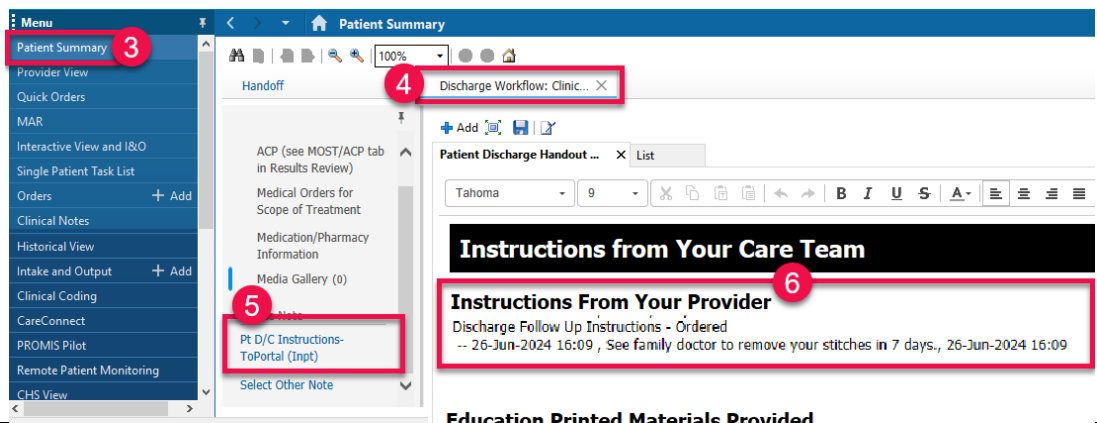 Menu
Patient Summary
3
Patient Summary
Provider View
Quick Orders
MAR
Interactive View and I&O
Single Patient Task List
Orders + Add
Clinical Notes
Historical View
Intake and Output + Add
Clinical Coding
CareConnect
PROMIS Pilot
Remote Patient Monitoring
CHS View
100%
Handoff
4
Discharge Workflow: Clinic...
ACP (see MOST/ACP tab
in Results Review)
Medical Orders for
Scope of Treatment
Medication/Pharmacy
Information
Media Gallery (0)
5
Note
Pt D/C Instructions-
ToPortal (Inpt)
Select Other Note
Add
Patient Discharge Handout ... X List
Tahoma 9 B I U S A
Instructions from Your Care Team
6
Instructions From Your Provider
Discharge Follow Up Instructions - Ordered
-- 26-Jun-2024 16:09 , See family doctor to remove your stitches in 7 days., 26-Jun-2024 16:09
Education Printed Materials Provided